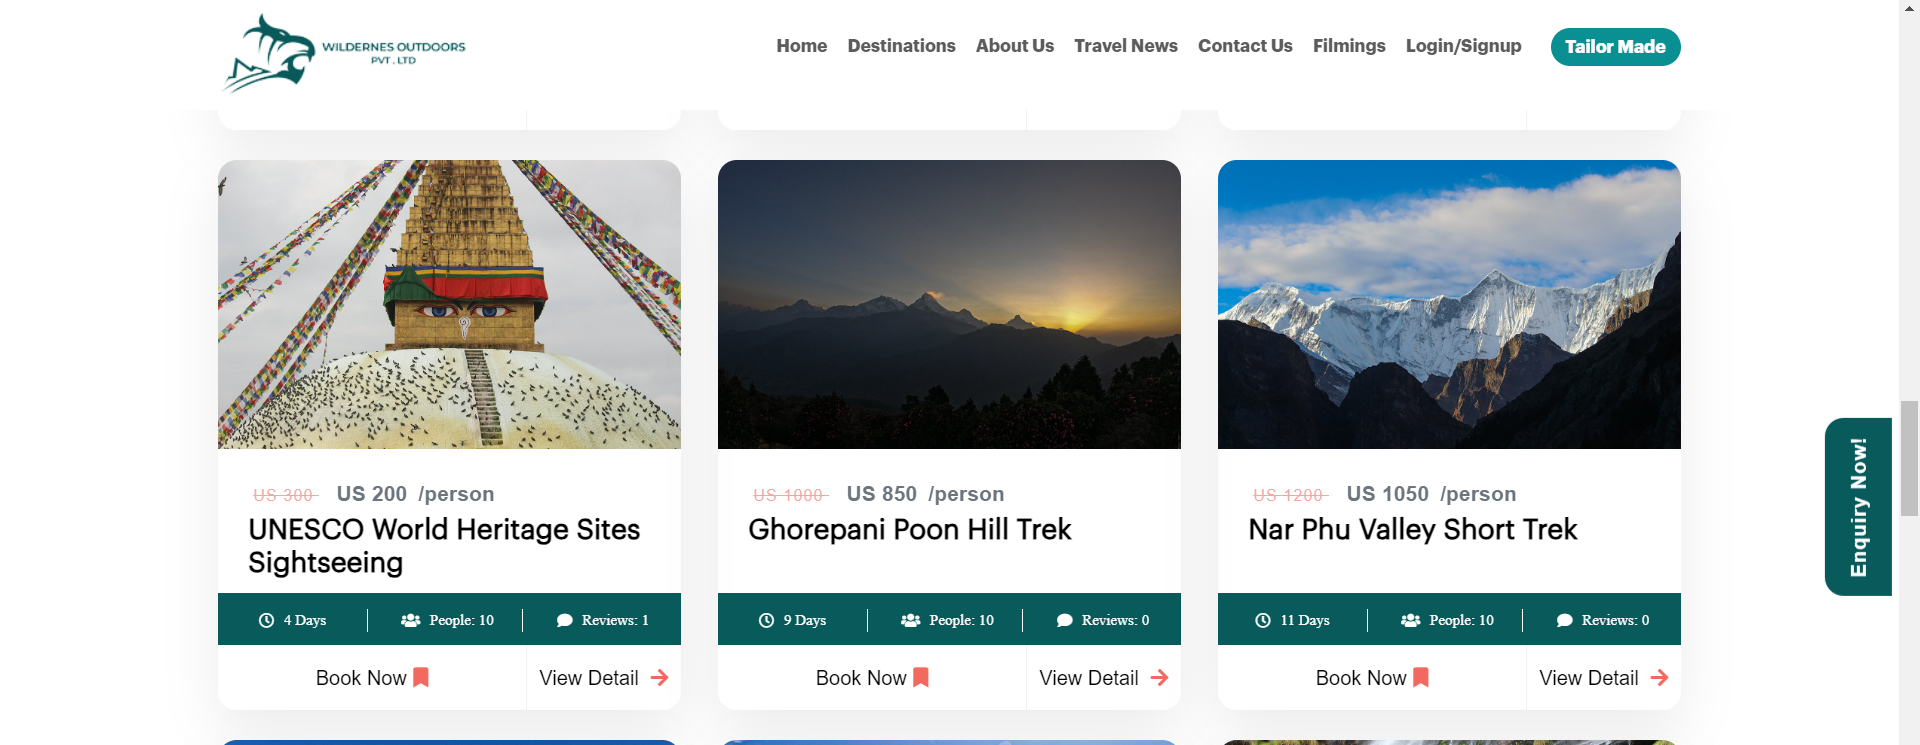 WILDERNES OUTDOORS
PVT . LTD
Home Destinations About Us Travel News Contact Us Filmings Login/Signup Tailor Made
US 300 US 200 /person
UNESCO World Heritage Sites
Sightseeing
4 Days People: 10 Reviews: 1
Book Now View Detail
US 1000 US 850 /person
Ghorepani Poon Hill Trek
9 Days People: 10 Reviews: 0
Book Now View Detail
US 1200 US 1050 /person
Nar Phu Valley Short Trek
11 Days People: 10 Reviews: 0
Book Now View Detail
Enquiry Now!